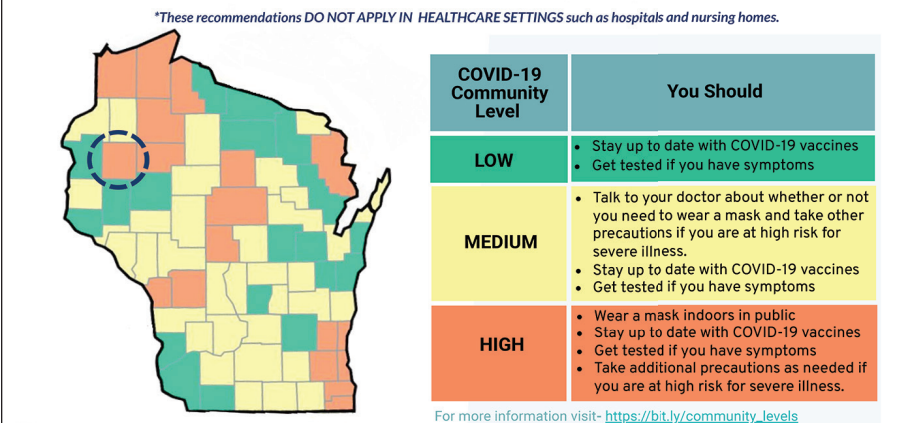 *These recommendations DO NOT APPLY IN HEALTHCARE SETTINGS such as hospitals and nursing homes.
COVID-19
Community
Level
You Should
LOW
• Stay up to date with COVID-19 vaccines
• Get tested if you have symptoms
MEDIUM
• Talk to your doctor about whether or not
you need to wear a mask and take other
precautions if you are at high risk for
severe illness.
• Stay up to date with COVID-19 vaccines
• Get tested if you have symptoms
HIGH
• Wear a mask indoors in public
• Stay up to date with COVID-19 vaccines
• Get tested if you have symptoms
• Take additional precautions as needed if
you are at high risk for severe illness.
For more information visit- https://bit.ly/community_levels